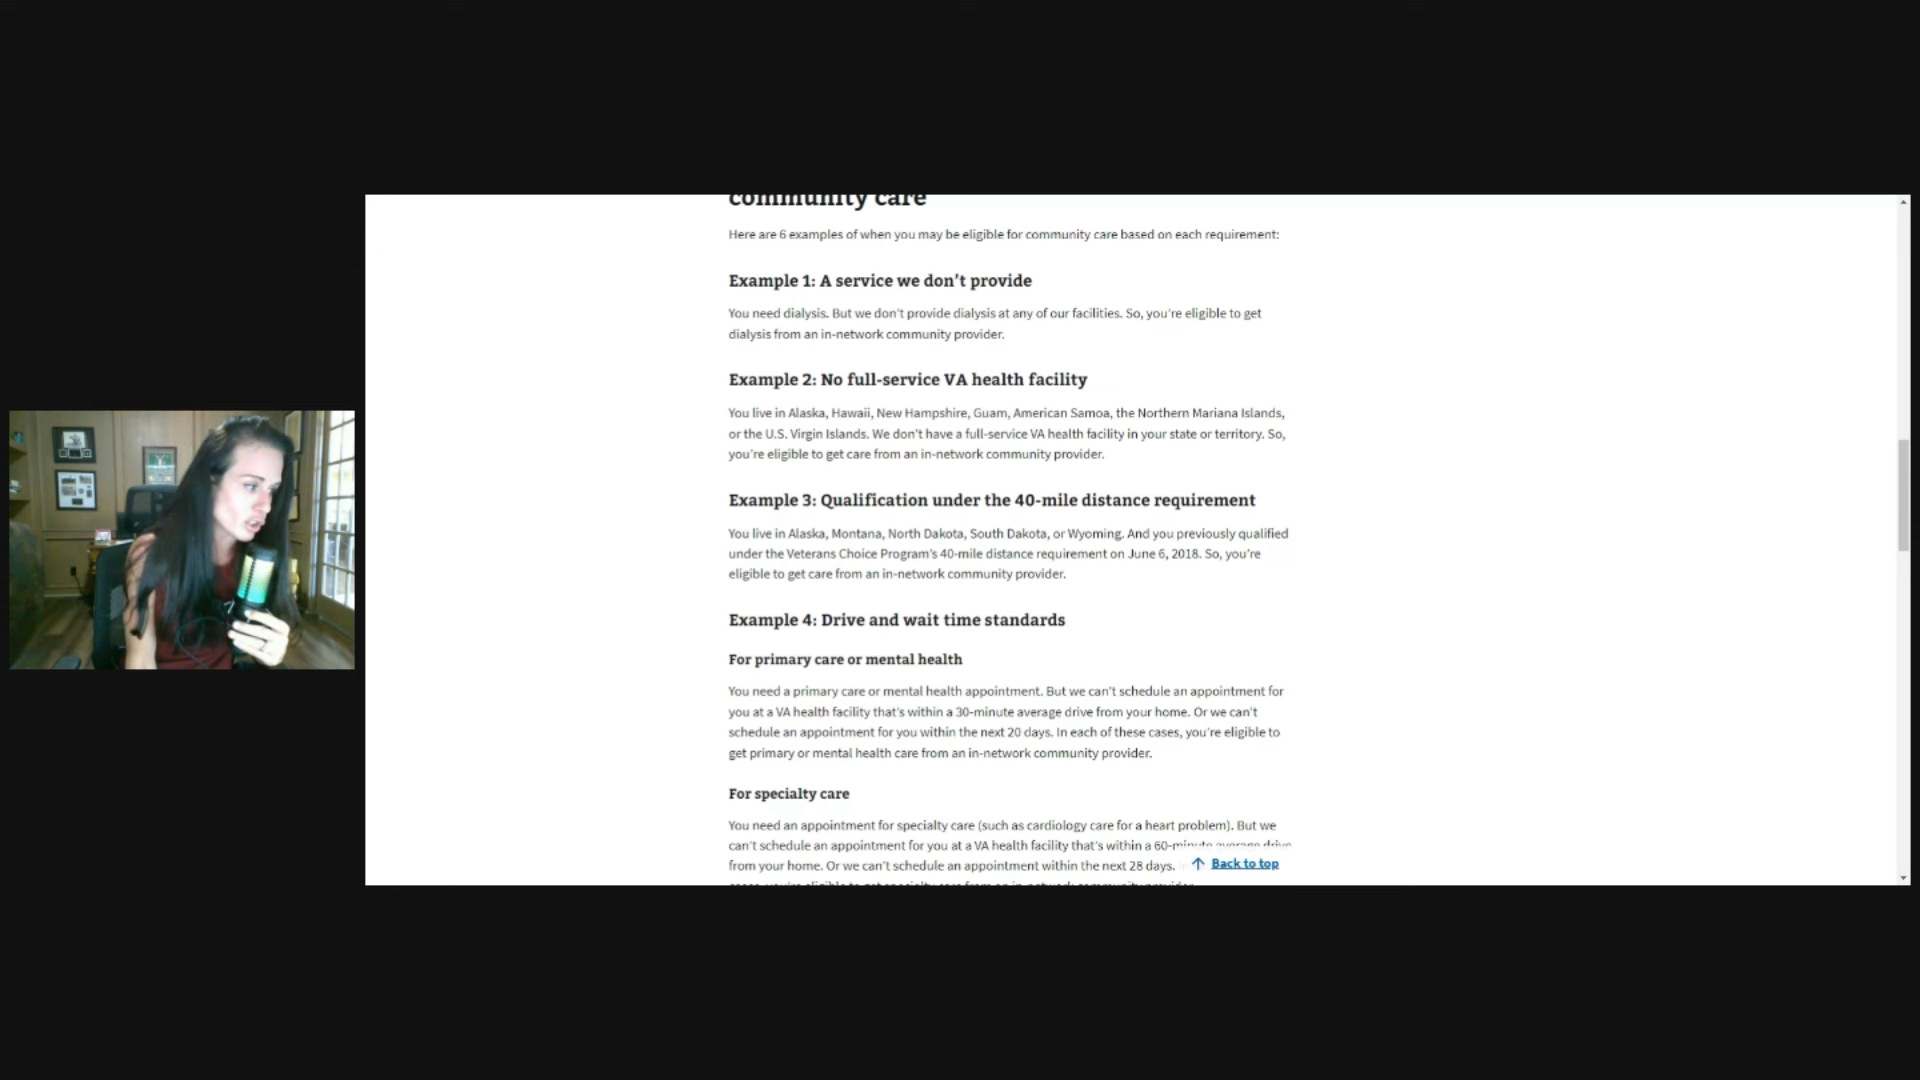 community care
Here are 6 examples of when you may be eligible for community care based on each requirement:
Example 1: A service we don't provide
You need dialysis. But we don't provide dialysis at any of our facilities. So, you're eligible to get
dialysis from an in-network community provider.
Example 2: No full-service VA health facility
You live in Alaska, Hawaii, New Hampshire, Guam, American Samoa, the Northern Mariana Islands,
or the U.S. Virgin Islands. We don't have a full-service VA health facility in your state or territory. So,
you're eligible to get care from an in-network community provider.
Example 3: Qualification under the 40-mile distance requirement
You live in Alaska, Montana, North Dakota, South Dakota, or Wyoming. And you previously qualified
under the Veterans Choice Program's 40-mile distance requirement on June 6, 2018. So, you're
eligible to get care from an in-network community provider.
Example 4: Drive and wait time standards
For primary care or mental health
You need a primary care or mental health appointment. But we can't schedule an appointment for
you at a VA health facility that's within a 30-minute average drive from your home. Or we can't
schedule an appointment for you within the next 20 days. In each of these cases, you're eligible to
get primary or mental health care from an in-network community provider.
For specialty care
You need an appointment for specialty care (such as cardiology care for a heart problem). But we
can't schedule an appointment for you at a VA health facility that's within a 60-minute average drive
from your home. Or we can't schedule an appointment within the next 28 days.
Back to top